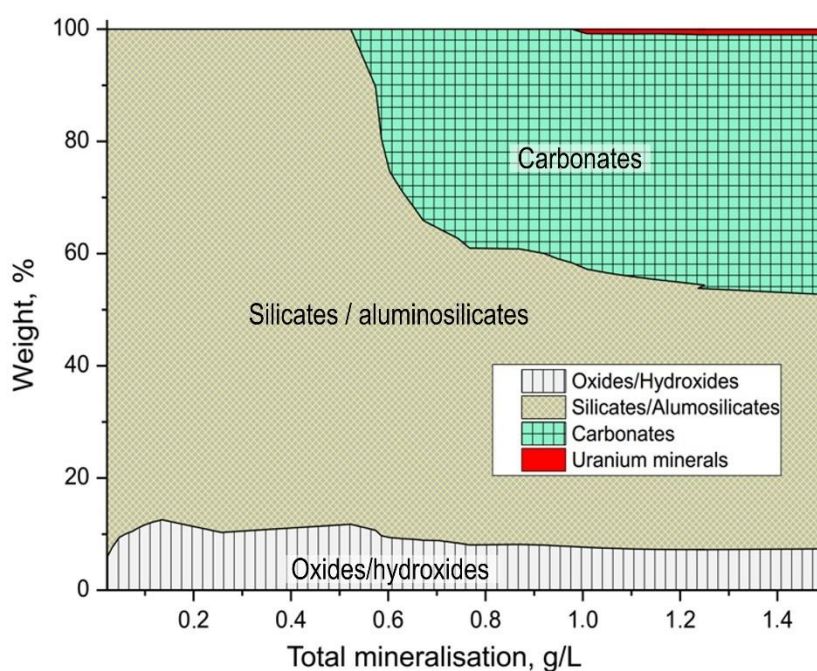 100
80
60
40
20
0
Weight, %
Carbonates
Silicates / aluminosilicates
Oxides/Hydroxides
Silicates/Alumosilicates
Carbonates
Uranium minerals
Oxides/hydroxides
0.2 0.4 0.6 0.8 1.0 1.2 1.4
Total mineralisation, g/L